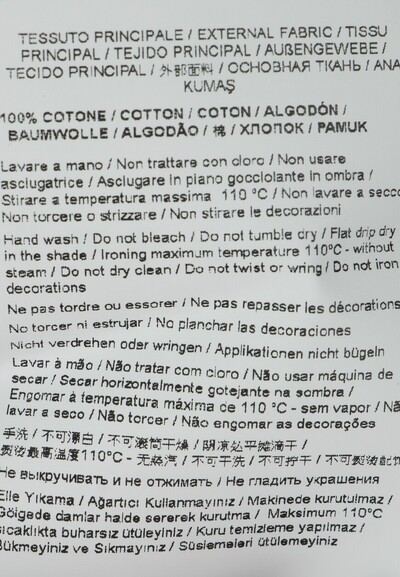 TESSUTO PRINCIPALE / EXTERNAL FABRIC / TISSU
PRINCIPAL / TEJIDO PRINCIPAL / AUßENGEWEBE /
TECIDO PRINCIPAL / 外部面料 / ОСНОВНАЯ ТКАНЬ / ANA
KUMAŞ
100% COTONE / COTTON / COTON / ALGODÓN /
BAUMWOLLE / ALGODÃO / 棉 / ХЛОПОК / PAMUK
Lavare a mano / Non trattare con cloro / Non usare
asciugatrice / Asciugare in piano gocciolante in ombra /
Stirare a temperatura massima 110 °C / Non lavare a secco
Non torcere o strizzare / Non stirare le decorazioni
Hand wash / Do not bleach / Do not tumble dry / Flat drip dry
in the shade / Ironing maximum temperature 110°C - without
steam / Do not dry clean / Do not twist or wring / Do not iron
decorations
Ne pas tordre ou essorer / Ne pas repasser les décorations
No torcer ni estrujar / No planchar las decoraciones
Nicht verdrehen oder wringen / Applikationen nicht bügeln
Lavar à mão / Não tratar com cloro / Não usar máquina de
secar / Secar horizontalmente gotejante na sombra /
Engomar à temperatura máxima de 110 °C - sem vapor / Não
lavar a seco / Não torcer / Não engomar as decorações
手洗 / 不可漂白 / 不可滚筒干燥 / 阴凉处平摊滴干 /
熨烫最高温度110°C - 无蒸汽 / 不可干洗 / 不可拧干 / 不可熨烫配饰
Не выкручивать и не отжимать / Не гладить украшения
Elle Yıkama / Ağartıcı Kullanmayınız / Makinede kurutulmaz /
Gölgede damlar halde sererek kurutma / Maksimum 110°C
sıcaklıkta buharsız ütüleyiniz / Kuru temizleme yapılmaz /
Bükmeyiniz ve Sıkmayınız / Süslemeleri ütülemeyiniz